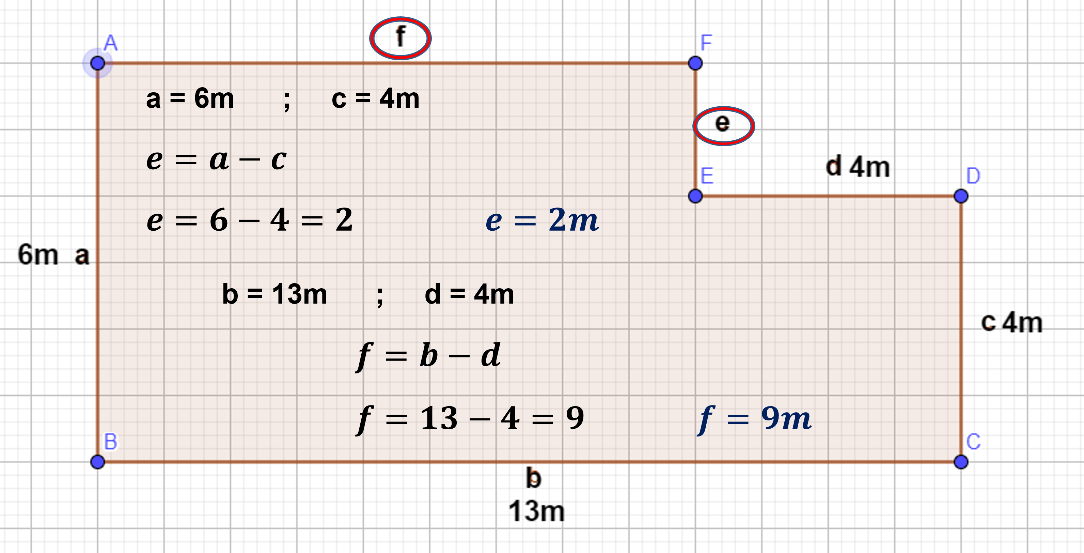 f
A
F
a = 6m ; c = 4m
e
e = a − c
d 4m
E
D
e = 6 − 4 = 2 e = 2m
6m a
b = 13m ; d = 4m
c 4m
f = b − d
f = 13 − 4 = 9 f = 9m
B
C
b
13m